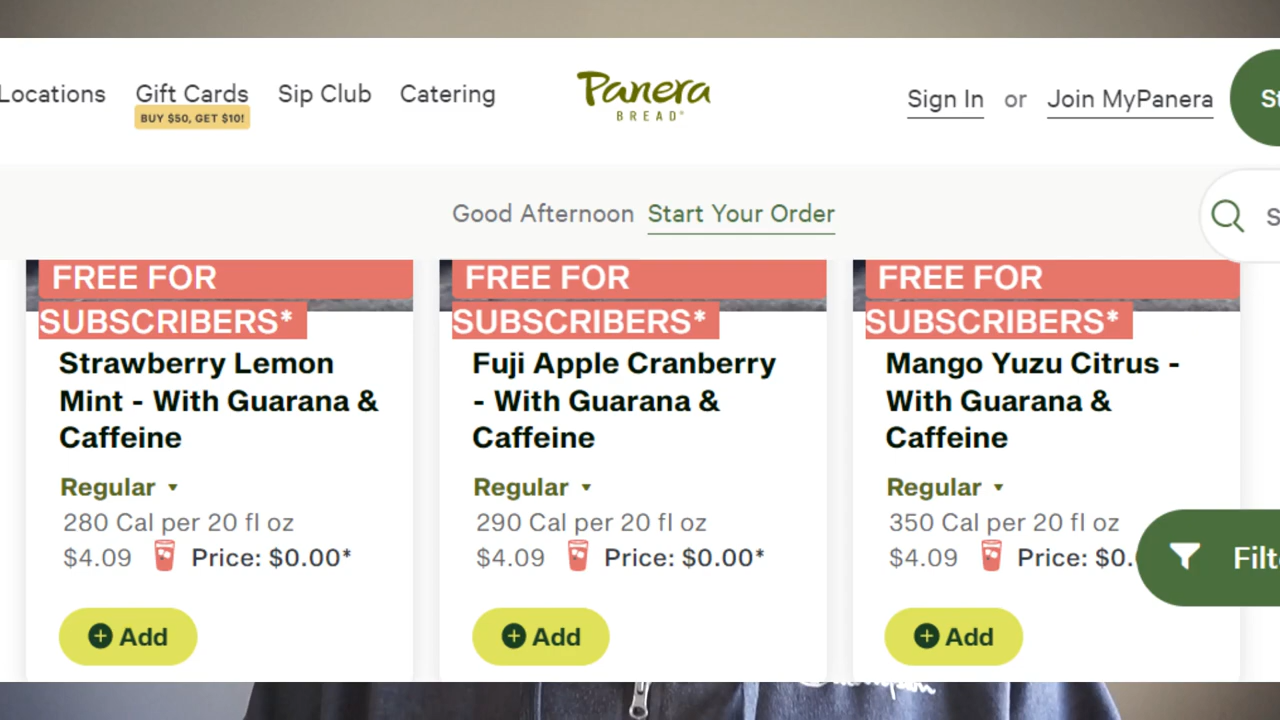 Locations Gift Cards Sip Club Catering
BUY $50, GET $10!
Panera
BREAD®
Sign In or Join MyPanera
Good Afternoon Start Your Order
FREE FOR
SUBSCRIBERS*
Strawberry Lemon
Mint - With Guarana &
Caffeine
Regular
280 Cal per 20 fl oz
$4.09 Price: $0.00*
Add
FREE FOR
SUBSCRIBERS*
Fuji Apple Cranberry
- With Guarana &
Caffeine
Regular
290 Cal per 20 fl oz
$4.09 Price: $0.00*
Add
FREE FOR
SUBSCRIBERS*
Mango Yuzu Citrus -
With Guarana &
Caffeine
Regular
350 Cal per 20 fl oz
$4.09 Price: $0.
Add